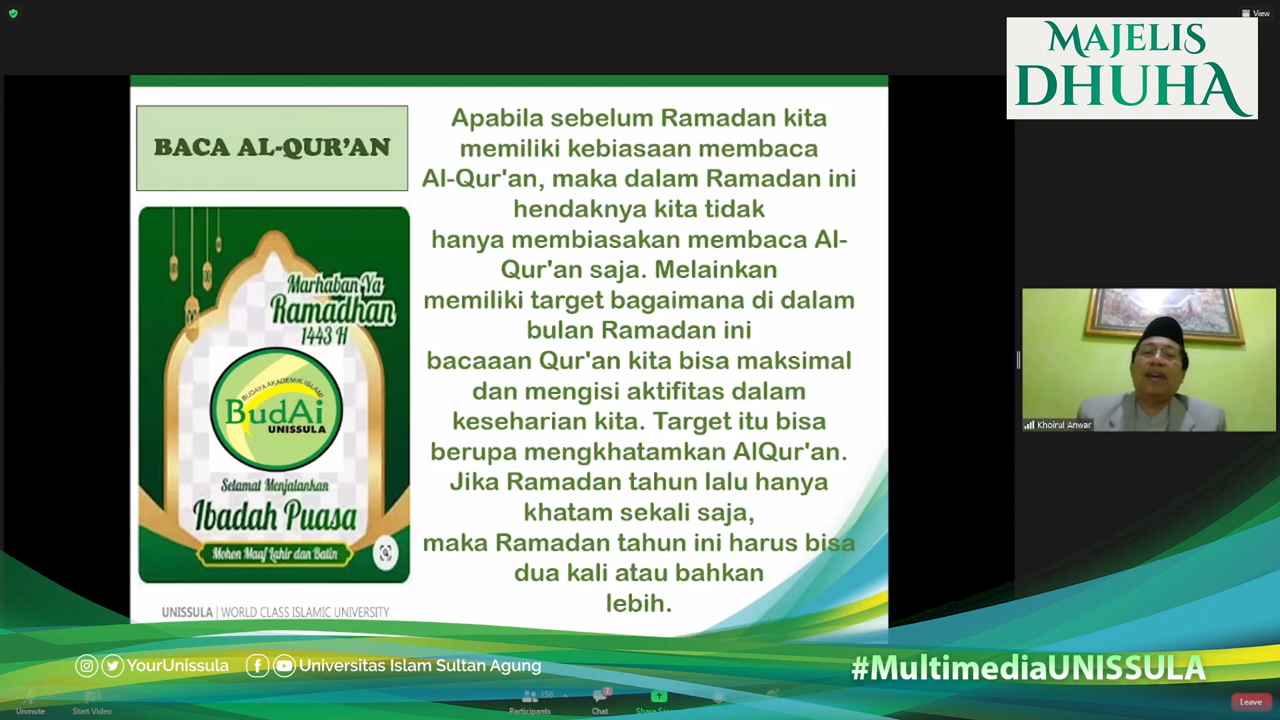 View
MAJELIS
DHUHA
BACA AL-QUR'AN
Apabila sebelum Ramadan kita
memiliki kebiasaan membaca
Al-Qur'an, maka dalam Ramadan ini
hendaknya kita tidak
hanya membiasakan membaca Al-
Qur'an saja. Melainkan
memiliki target bagaimana di dalam
bulan Ramadan ini
bacaaan Qur'an kita bisa maksimal
dan mengisi aktifitas dalam
keseharian kita. Target itu bisa
berupa mengkhatamkan AlQur'an.
Jika Ramadan tahun lalu hanya
khatam sekali saja,
maka Ramadan tahun ini harus bisa
dua kali atau bahkan
lebih.
Marhaban Ya
Ramadhan
1443 H
BUDAYA AKADEMIK ISLAMI
BudAi
UNISSULA
Selamat Menjalankan
Ibadah Puasa
Mohon Maaf Lahir dan Batin
UNISSULA | WORLD CLASS ISLAMIC UNIVERSITY
Khoirul Anwar
YourUnissula
Universitas Islam Sultan Agung
#MultimediaUNISSULA
Unmute
Start Video
156
Participants
7
Chat
Leave